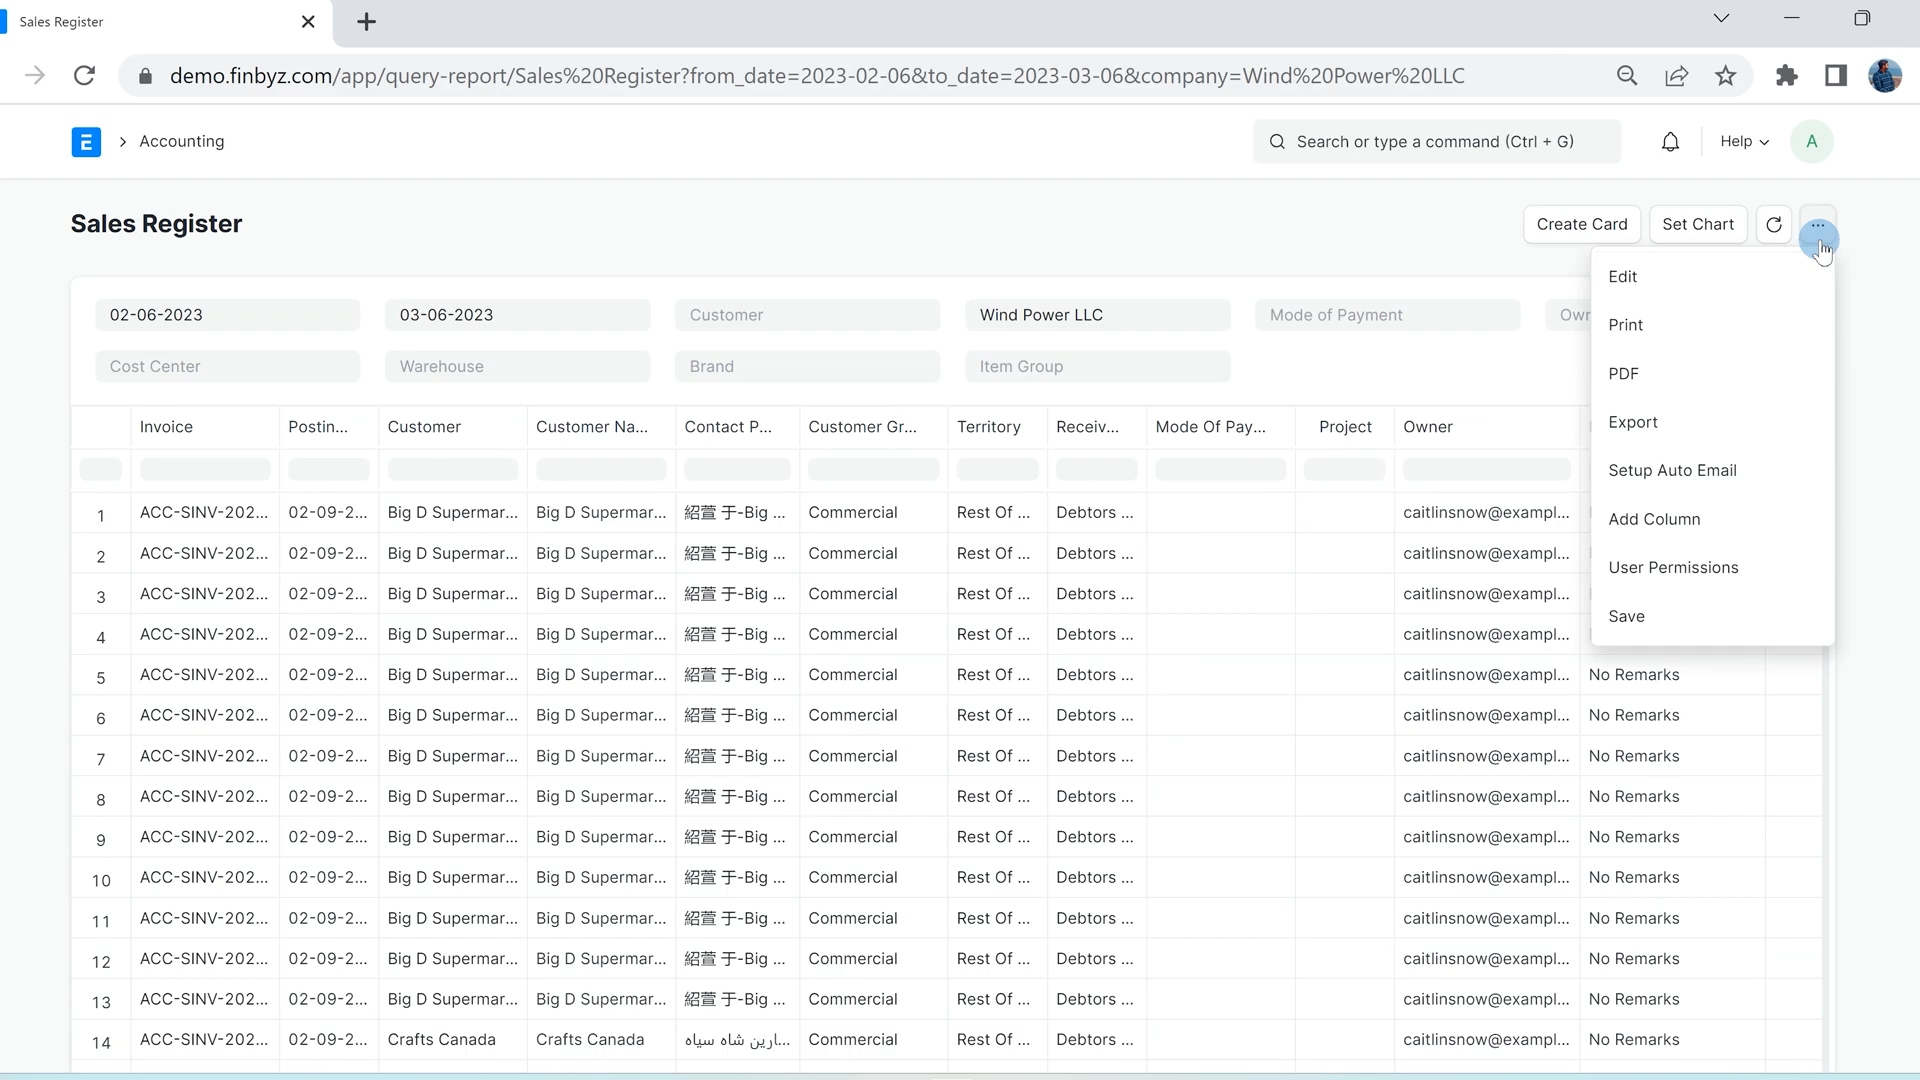 Sales Register
demo.finbyz.com/app/query-report/Sales%20Register?from_date=2023-02-06&to_date=2023-03-06&company=Wind%20Power%20LLC
E
Accounting
Search or type a command (Ctrl + G)
Help
A
Sales Register
Create Card
Set Chart
...
Edit
Print
PDF
Export
Setup Auto Email
Add Column
User Permissions
Save
02-06-2023
03-06-2023
Customer
Wind Power LLC
Mode of Payment
Cost Center
Warehouse
Brand
Item Group
Invoice Postin... Customer Customer Na... Contact P... Customer Gr... Territory Receiv... Mode Of Pay... Project Owner
1 ACC-SINV-202... 02-09-2... Big D Supermar... Big D Supermar... 紹萱 于-Big ... Commercial Rest Of ... Debtors ... caitlinsnow@exampl...
2 ACC-SINV-202... 02-09-2... Big D Supermar... Big D Supermar... 紹萱 于-Big ... Commercial Rest Of ... Debtors ... caitlinsnow@exampl...
3 ACC-SINV-202... 02-09-2... Big D Supermar... Big D Supermar... 紹萱 于-Big ... Commercial Rest Of ... Debtors ... caitlinsnow@exampl...
4 ACC-SINV-202... 02-09-2... Big D Supermar... Big D Supermar... 紹萱 于-Big ... Commercial Rest Of ... Debtors ... caitlinsnow@exampl...
5 ACC-SINV-202... 02-09-2... Big D Supermar... Big D Supermar... 紹萱 于-Big ... Commercial Rest Of ... Debtors ... caitlinsnow@exampl... No Remarks
6 ACC-SINV-202... 02-09-2... Big D Supermar... Big D Supermar... 紹萱 于-Big ... Commercial Rest Of ... Debtors ... caitlinsnow@exampl... No Remarks
7 ACC-SINV-202... 02-09-2... Big D Supermar... Big D Supermar... 紹萱 于-Big ... Commercial Rest Of ... Debtors ... caitlinsnow@exampl... No Remarks
8 ACC-SINV-202... 02-09-2... Big D Supermar... Big D Supermar... 紹萱 于-Big ... Commercial Rest Of ... Debtors ... caitlinsnow@exampl... No Remarks
9 ACC-SINV-202... 02-09-2... Big D Supermar... Big D Supermar... 紹萱 于-Big ... Commercial Rest Of ... Debtors ... caitlinsnow@exampl... No Remarks
10 ACC-SINV-202... 02-09-2... Big D Supermar... Big D Supermar... 紹萱 于-Big ... Commercial Rest Of ... Debtors ... caitlinsnow@exampl... No Remarks
11 ACC-SINV-202... 02-09-2... Big D Supermar... Big D Supermar... 紹萱 于-Big ... Commercial Rest Of ... Debtors ... caitlinsnow@exampl... No Remarks
12 ACC-SINV-202... 02-09-2... Big D Supermar... Big D Supermar... 紹萱 于-Big ... Commercial Rest Of ... Debtors ... caitlinsnow@exampl... No Remarks
13 ACC-SINV-202... 02-09-2... Big D Supermar... Big D Supermar... 紹萱 于-Big ... Commercial Rest Of ... Debtors ... caitlinsnow@exampl... No Remarks
14 ACC-SINV-202... 02-09-2... Crafts Canada Crafts Canada ...ارین شاه سیاه Commercial Rest Of ... Debtors ... caitlinsnow@exampl... No Remarks